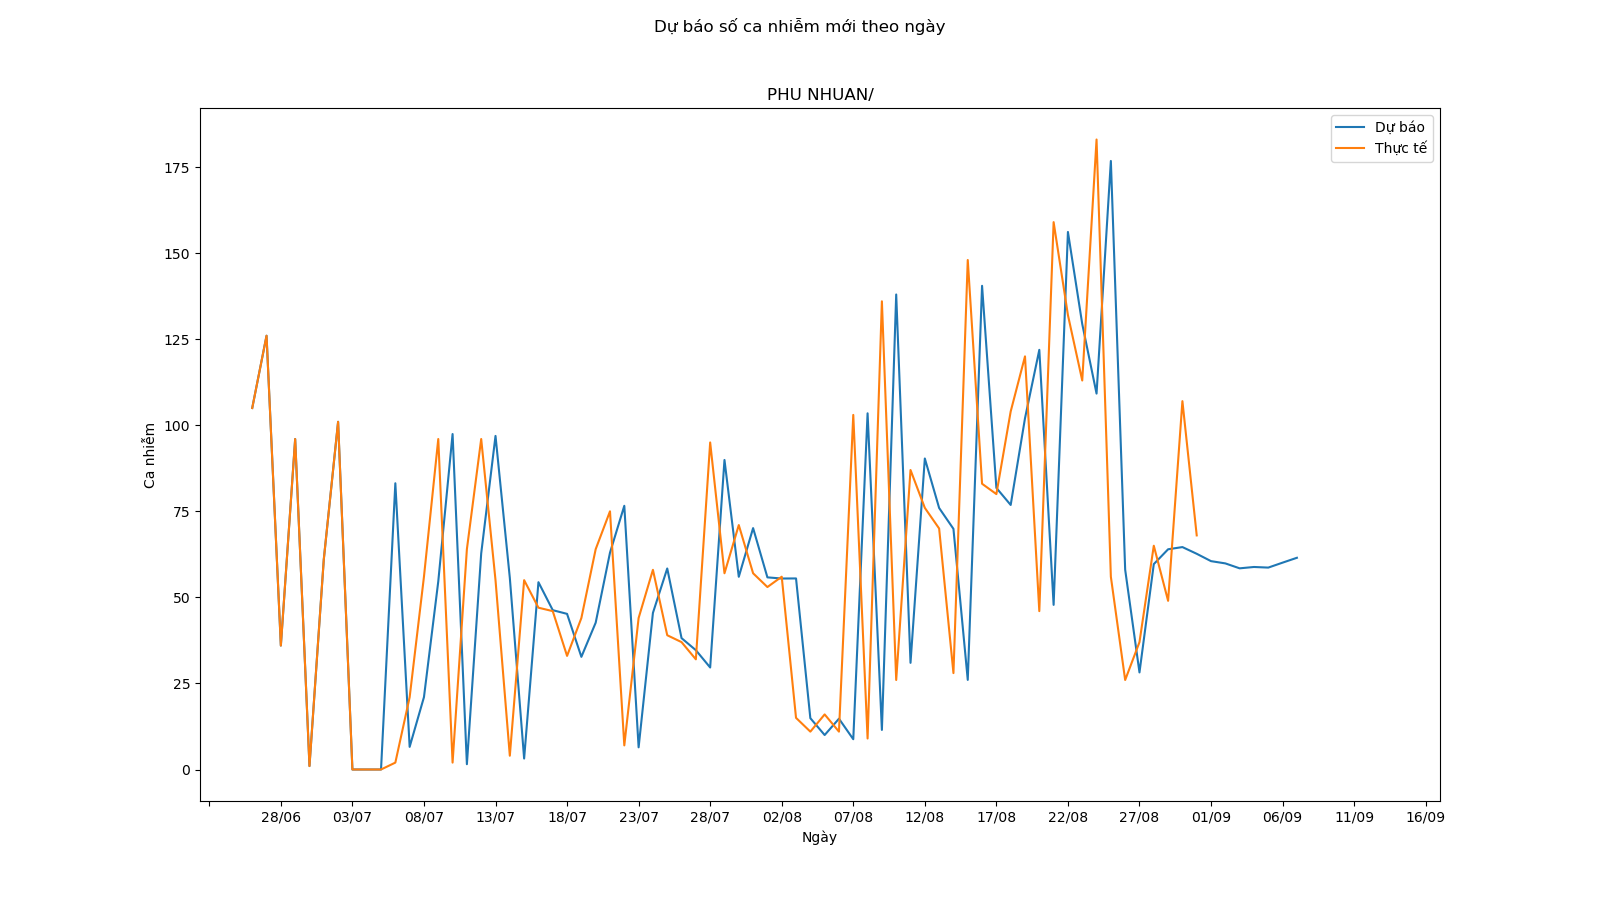 Dự báo số ca nhiễm mới theo ngày
PHU NHUAN/
Dự báo
Thực tế
175
150
125
100
75
50
25
0
Ca nhiễm
28/06 03/07 08/07 13/07 18/07 23/07 28/07 02/08 07/08 12/08 17/08 22/08 27/08 01/09 06/09 11/09 16/09
Ngày